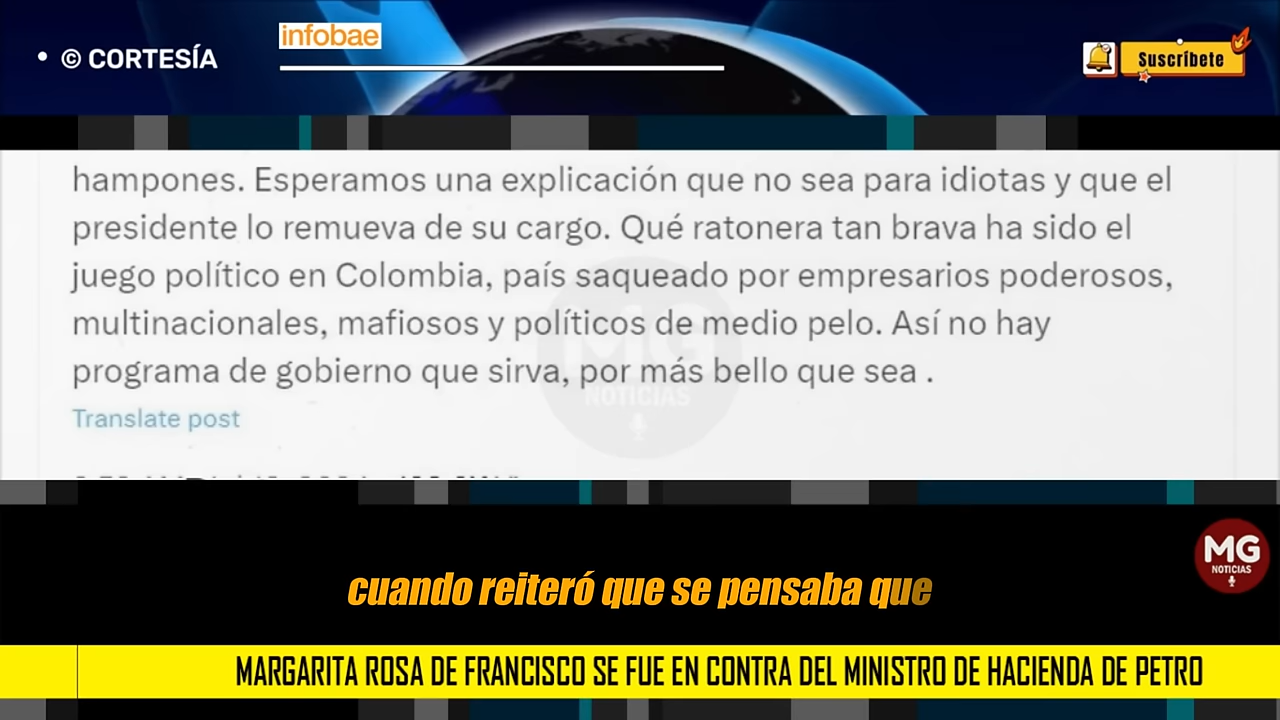 infobae
• © CORTESÍA
Suscríbete
hampones. Esperamos una explicación que no sea para idiotas y que el
presidente lo remueva de su cargo. Qué ratonera tan brava ha sido el
juego político en Colombia, país saqueado por empresarios poderosos,
multinacionales, mafiosos y políticos de medio pelo. Así no hay
programa de gobierno que sirva, por más bello que sea .
Translate post
MG
NOTICIAS
MG
NOTICIAS
cuando reiteró que se pensaba que
MARGARITA ROSA DE FRANCISCO SE FUE EN CONTRA DEL MINISTRO DE HACIENDA DE PETRO